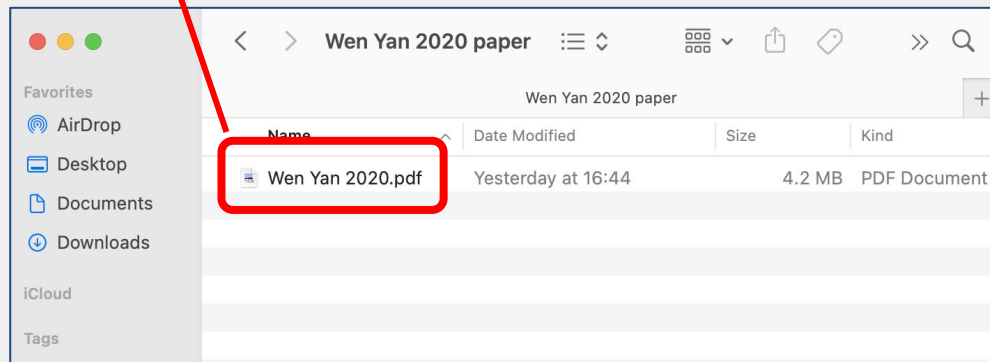 Wen Yan 2020 paper
Favorites
Wen Yan 2020 paper
AirDrop
Name Date Modified Size Kind
Desktop
Wen Yan 2020.pdf Yesterday at 16:44 4.2 MB PDF Document
Documents
Downloads
iCloud
Tags